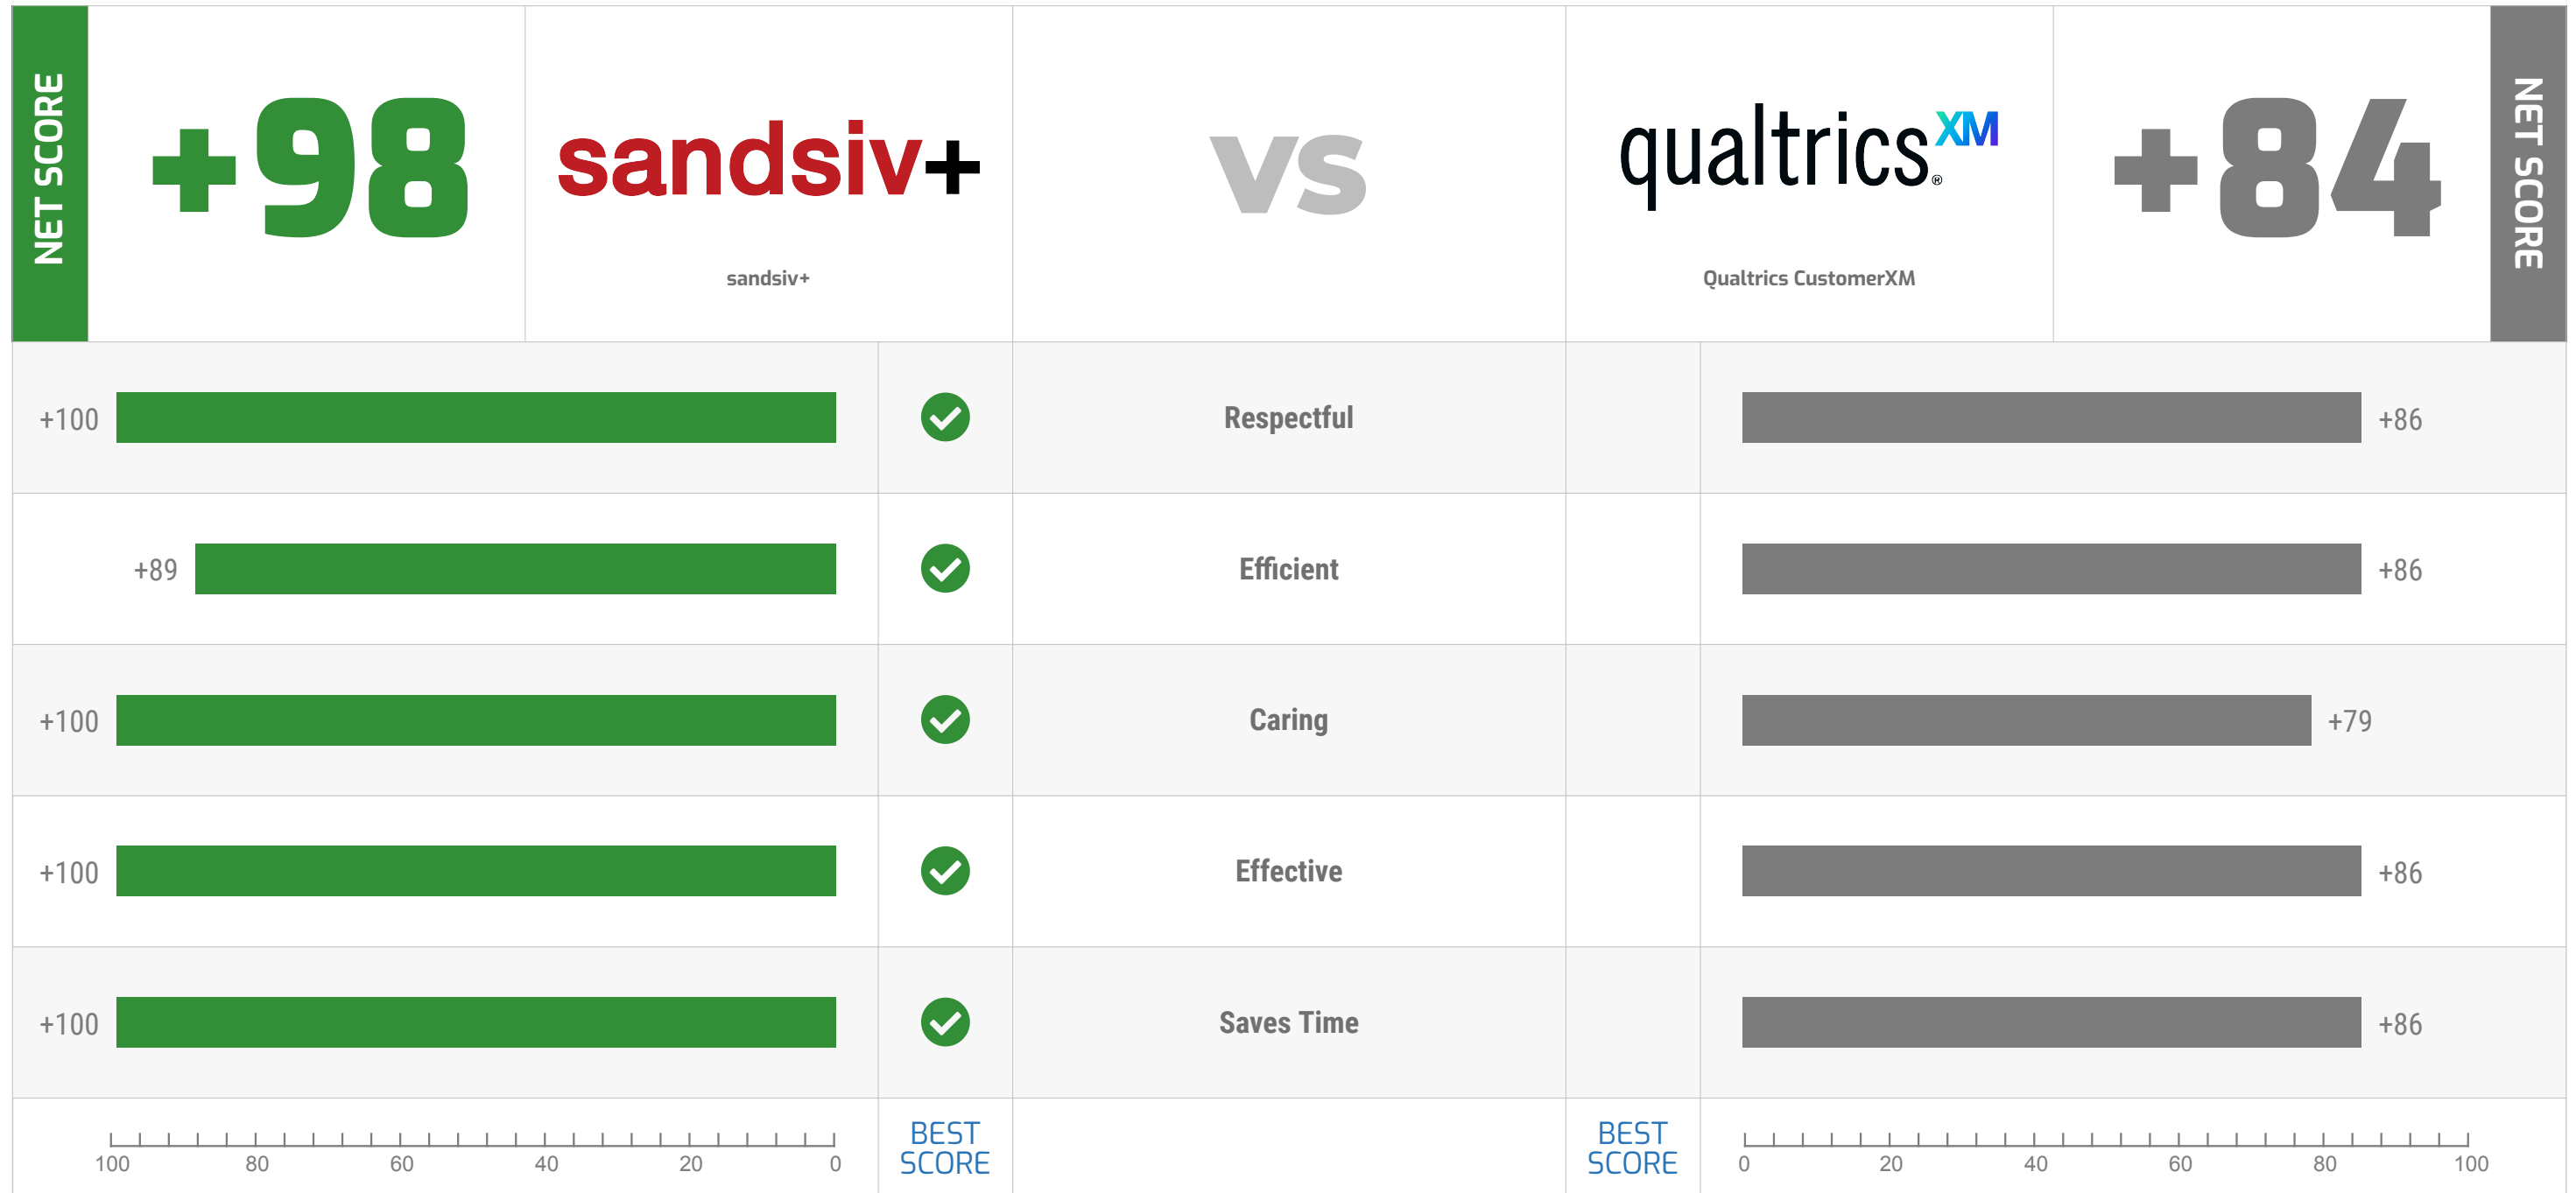 NET SCORE
+98
sandsiv+
sandsiv+
vs
qualtrics XM ®
Qualtrics CustomerXM
+84
NET SCORE
+100
Respectful
+86
+89
Efficient
+86
+100
Caring
+79
+100
Effective
+86
+100
Saves Time
+86
100 80 60 40 20 0
BEST
SCORE
BEST
SCORE
0 20 40 60 80 100